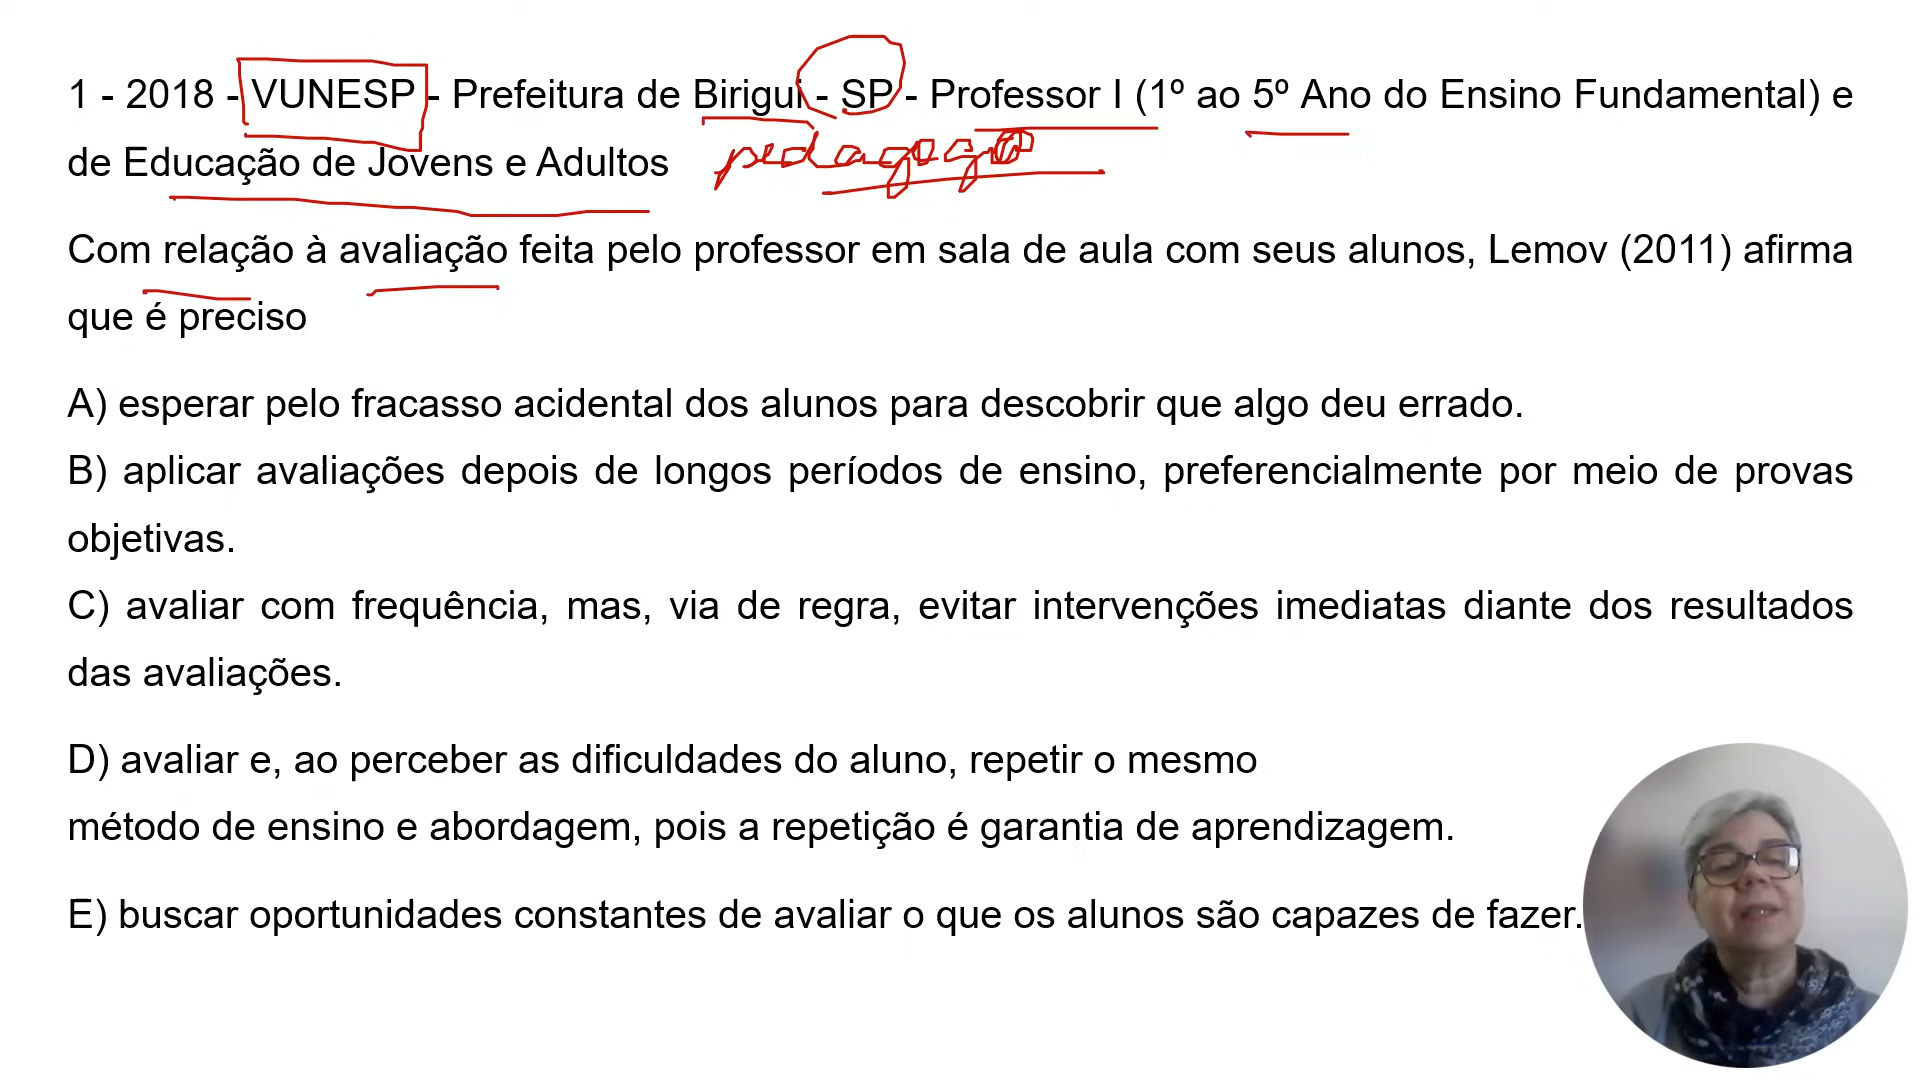 1 - 2018 - VUNESP - Prefeitura de Birigui - SP - Professor I (1º ao 5º Ano do Ensino Fundamental) e
de Educação de Jovens e Adultos pedagogo
Com relação à avaliação feita pelo professor em sala de aula com seus alunos, Lemov (2011) afirma
que é preciso
A) esperar pelo fracasso acidental dos alunos para descobrir que algo deu errado.
B) aplicar avaliações depois de longos períodos de ensino, preferencialmente por meio de provas
objetivas.
C) avaliar com frequência, mas, via de regra, evitar intervenções imediatas diante dos resultados
das avaliações.
D) avaliar e, ao perceber as dificuldades do aluno, repetir o mesmo
método de ensino e abordagem, pois a repetição é garantia de aprendizagem.
E) buscar oportunidades constantes de avaliar o que os alunos são capazes de fazer.